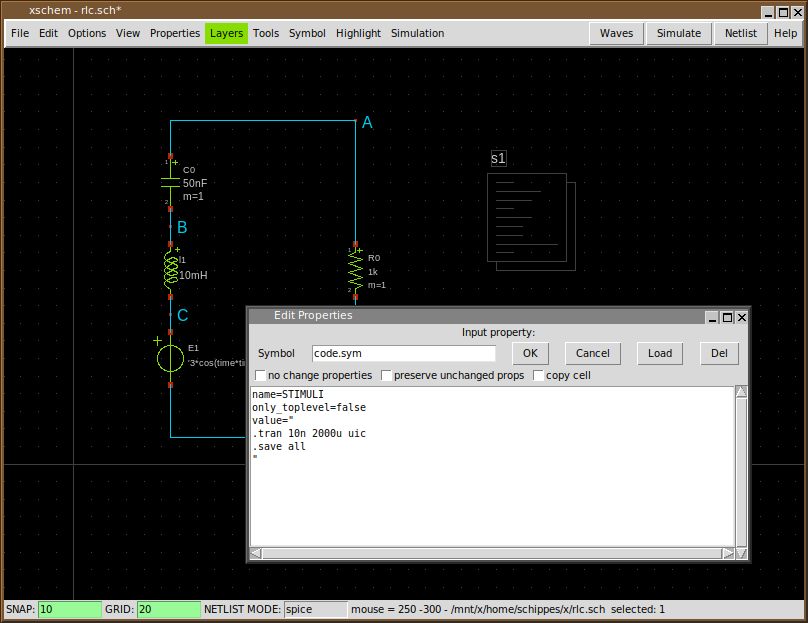 xschem - rlc.sch*
File Edit Options View Properties Layers Tools Symbol Highlight Simulation Waves Simulate Netlist Help
A
s1
1 +
C0
50nF
m=1
2
B
+
l1
10mH
1 +
R0
1k
m=1
2
C
+
E1
'3*cos(time*ti
Edit Properties
Input property:
Symbol code.sym OK Cancel Load Del
no change properties preserve unchanged props copy cell
name=STIMULI
only_toplevel=false
value="
.tran 10n 2000u uic
.save all
"
SNAP: 10 GRID: 20 NETLIST MODE: spice mouse = 250 -300 - /mnt/x/home/schippes/x/rlc.sch selected: 1